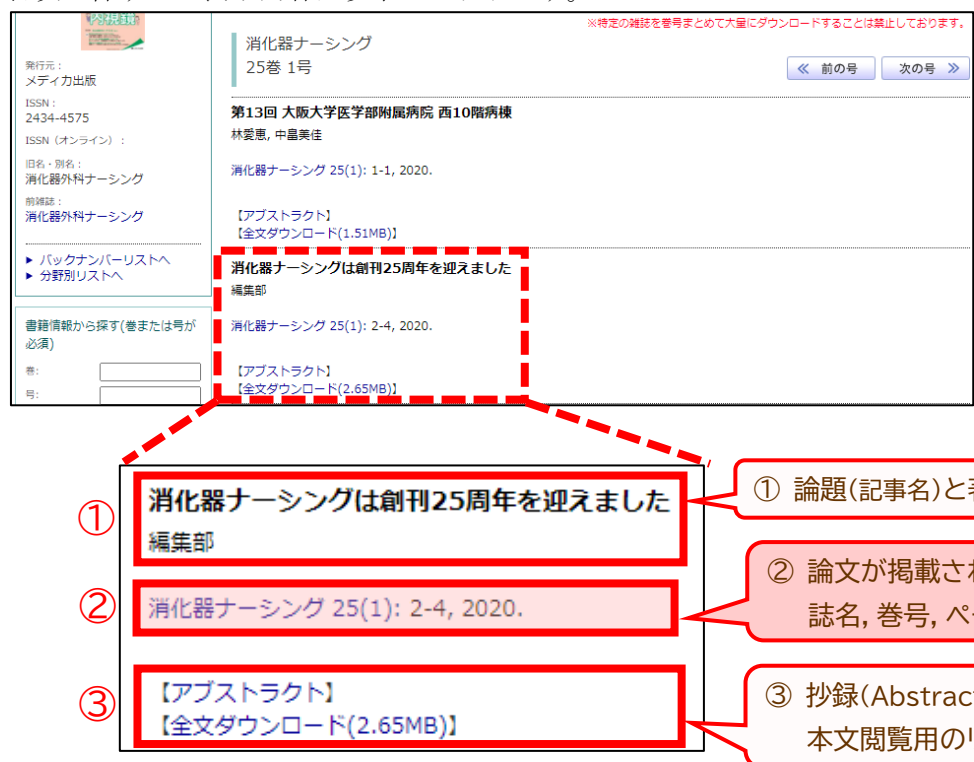 ※特定の雑誌を巻号まとめて大量にダウンロードすることは禁止しております。
内視鏡
発行元：
メディカ出版
ISSN：
2434-4575
ISSN（オンライン）：
旧名・別名：
消化器外科ナーシング
前雑誌：
消化器外科ナーシング
▶ バックナンバーリストへ
▶ 分野別リストへ
書籍情報から探す(巻または号が
必須)
巻:
号:
消化器ナーシング
25巻 1号
≪ 前の号
次の号 ≫
第13回 大阪大学医学部附属病院 西10階病棟
林愛恵, 中畠美佳
消化器ナーシング 25(1): 1-1, 2020.
【アブストラクト】
【全文ダウンロード(1.51MB)】
消化器ナーシングは創刊25周年を迎えました
編集部
消化器ナーシング 25(1): 2-4, 2020.
【アブストラクト】
【全文ダウンロード(2.65MB)】
①
消化器ナーシングは創刊25周年を迎えました
編集部
②
消化器ナーシング 25(1): 2-4, 2020.
③
【アブストラクト】
【全文ダウンロード(2.65MB)】
① 論題(記事名)と
② 論文が掲載さ
誌名, 巻号, ペ
③ 抄録(Abstrac
本文閲覧用の